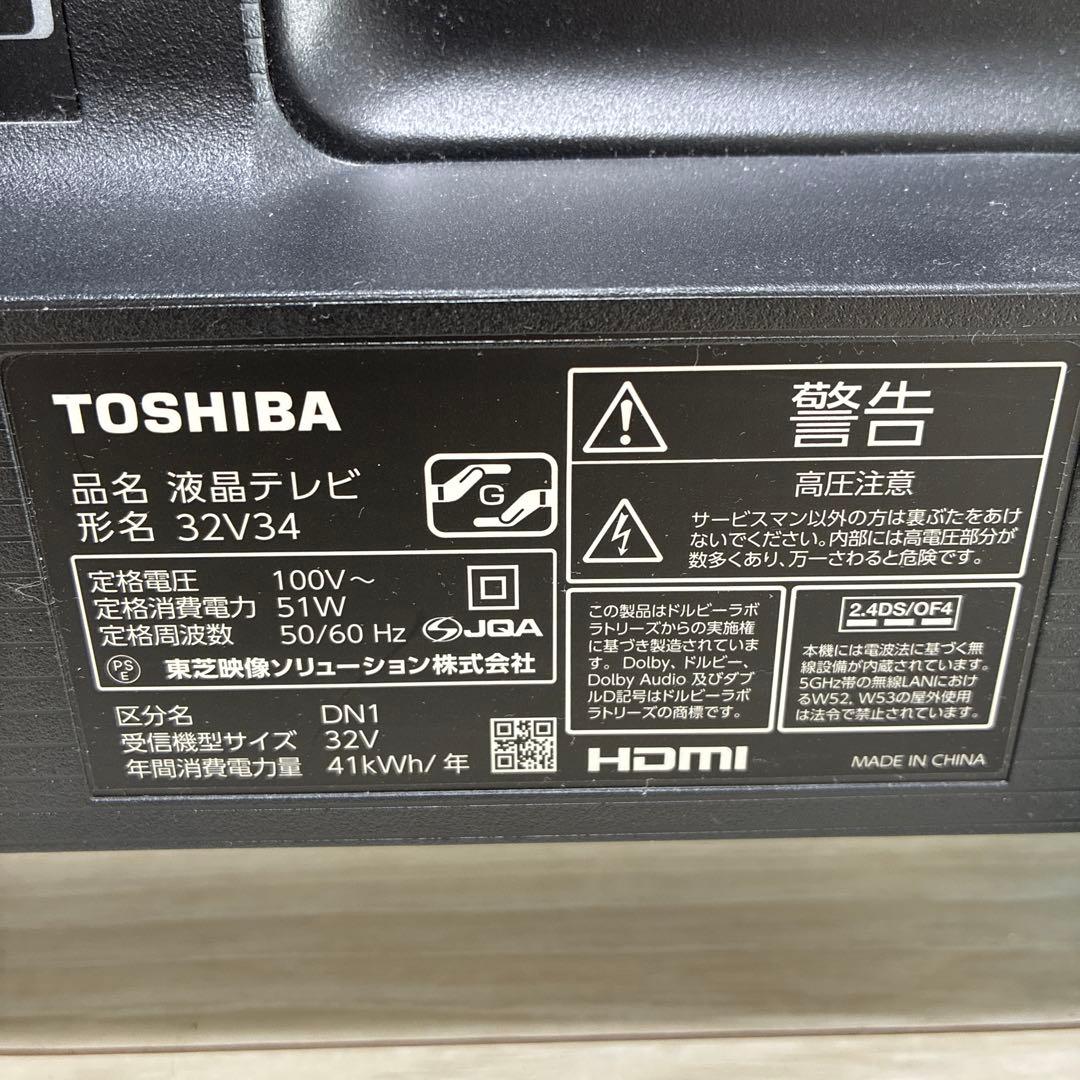 TOSHIBA
品名 液晶テレビ
形名 32V34
G
定格電圧 100V～
定格消費電力 51W
定格周波数 50/60 Hz
JQA
PS
E
東芝映像ソリューション株式会社
区分名 DN1
受信機型サイズ 32V
年間消費電力量 41kWh/年
警告
高圧注意
サービスマン以外の方は裏ぶたをあけ
ないでください。内部には高電圧部分が
数多くあり、万一さわると危険です。
この製品はドルビーラボ
ラトリーズからの実施権
に基づき製造されていま
す。Dolby、ドルビー、
Dolby Audio 及びダブ
ルD記号はドルビーラボ
ラトリーズの商標です。
2.4DS/OF4
本機には電波法に基づく無
線設備が内蔵されています。
5GHz帯の無線LANにおけ
るW52、W53の屋外使用
は法令で禁止されています。
HDMI
MADE IN CHINA